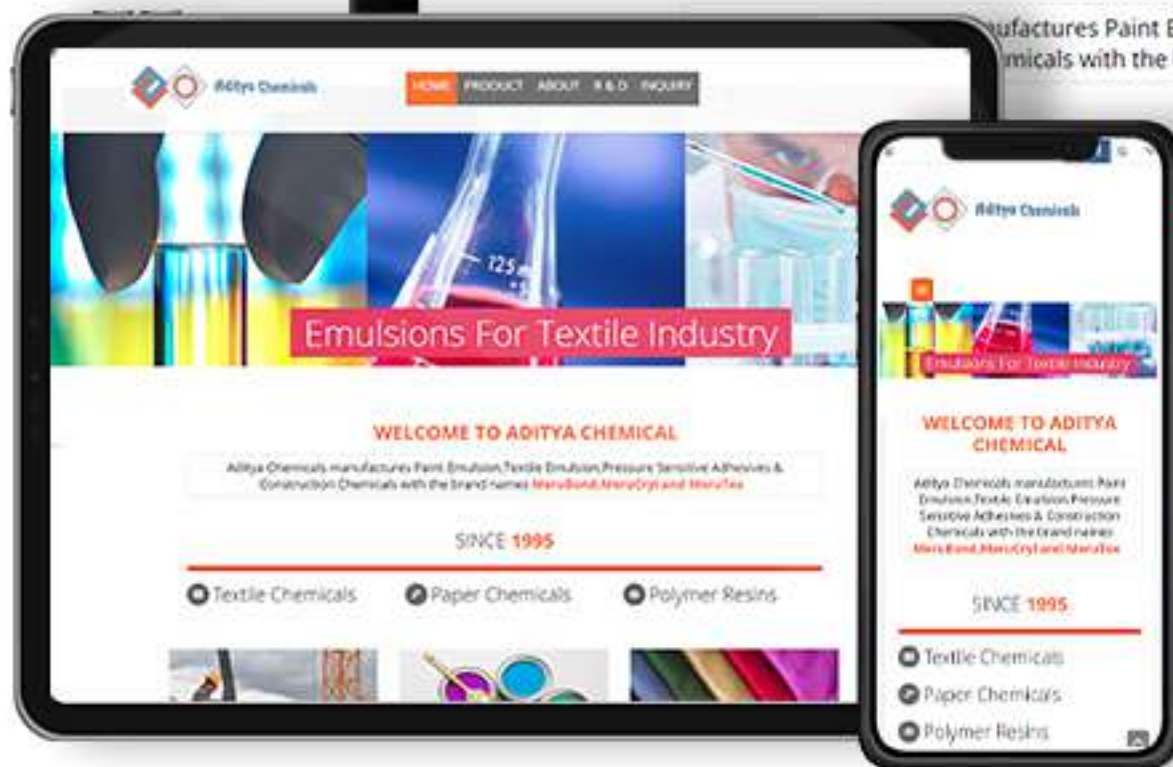 ufactures Paint E
micals with the
Aditya Chemicals
HOME PRODUCT ABOUT R & D INQUIRY
125
Emulsions For Textile Industry
WELCOME TO ADITYA CHEMICAL
Aditya Chemicals manufactures Paint Emulsion,Textile Emulsion,Pressure Sensitive Adhesives &
Construction Chemicals with the brand names MeruBond,MeruCryl and MeruTex
SINCE 1995
Textile Chemicals
Paper Chemicals
Polymer Resins
Aditya Chemicals
Emulsions For Textile Industry
WELCOME TO ADITYA
CHEMICAL
Aditya Chemicals manufactures Paint
Emulsion,Textile Emulsion,Pressure
Sensitive Adhesives & Construction
Chemicals with the brand names
MeruBond,MeruCryl and MeruTex
SINCE 1995
Textile Chemicals
Paper Chemicals
Polymer Resins